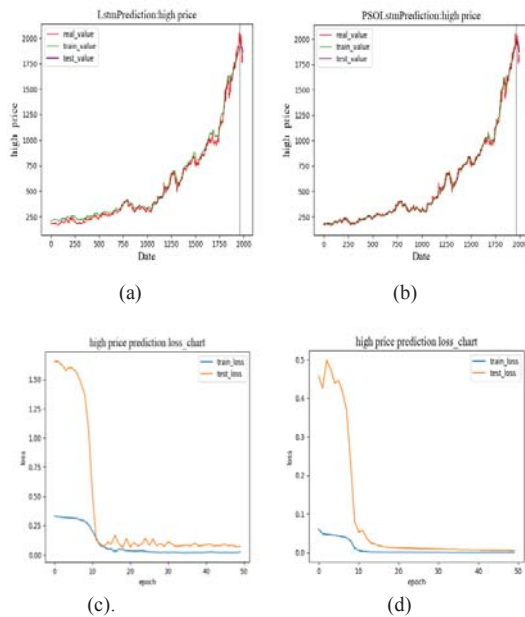 LstmPrediction:high price
real_value
train_value
test_value
2000
1750
1500
1250
1000
750
500
250
high price
0 250 500 750 1000 1250 1500 1750 2000
Date
(a)
PSOLstmPrediction:high price
real_value
train_value
test_value
2000
1750
1500
1250
1000
750
500
250
high price
0 250 500 750 1000 1250 1500 1750 2000
Date
(b)
high price prediction loss_chart
train_loss
test_loss
1.50
1.25
1.00
0.75
0.50
0.25
0.00
loss
0 10 20 30 40 50
epoch
(c).
high price prediction loss_chart
train_loss
test_loss
0.5
0.4
0.3
0.2
0.1
0.0
loss
0 10 20 30 40 50
epoch
(d)